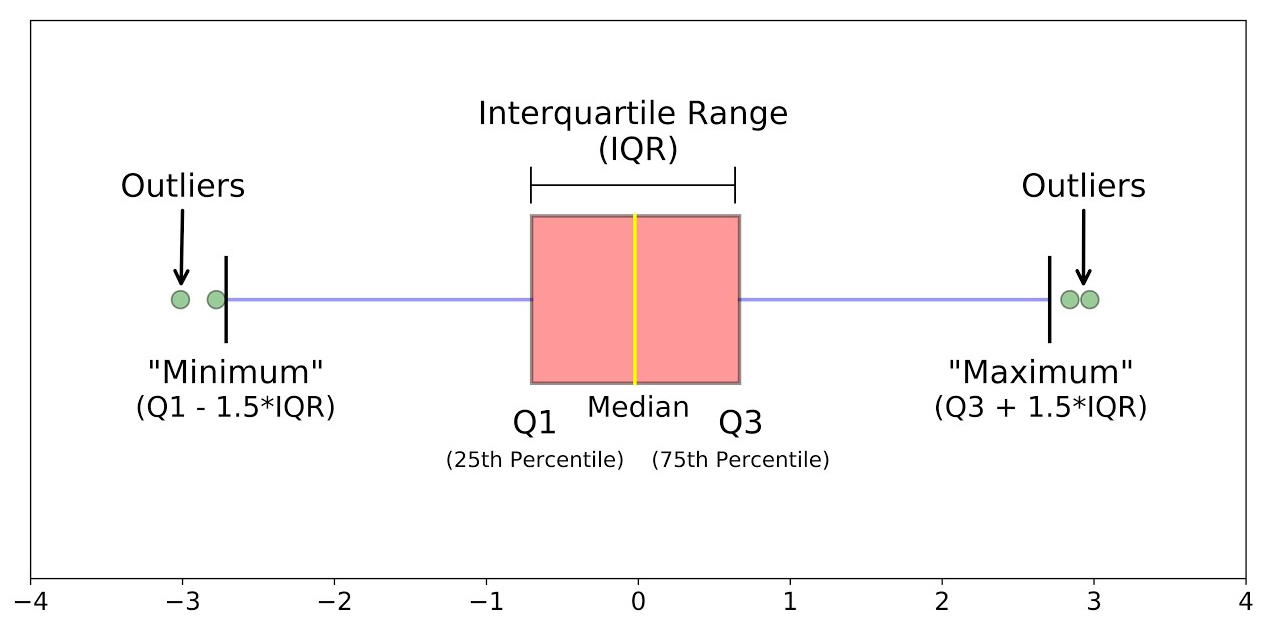 Interquartile Range
(IQR)
Outliers
Outliers
"Minimum"
(Q1 - 1.5*IQR)
"Maximum"
(Q3 + 1.5*IQR)
Median
Q1
Q3
(25th Percentile)
(75th Percentile)
−4 −3 −2 −1 0 1 2 3 4